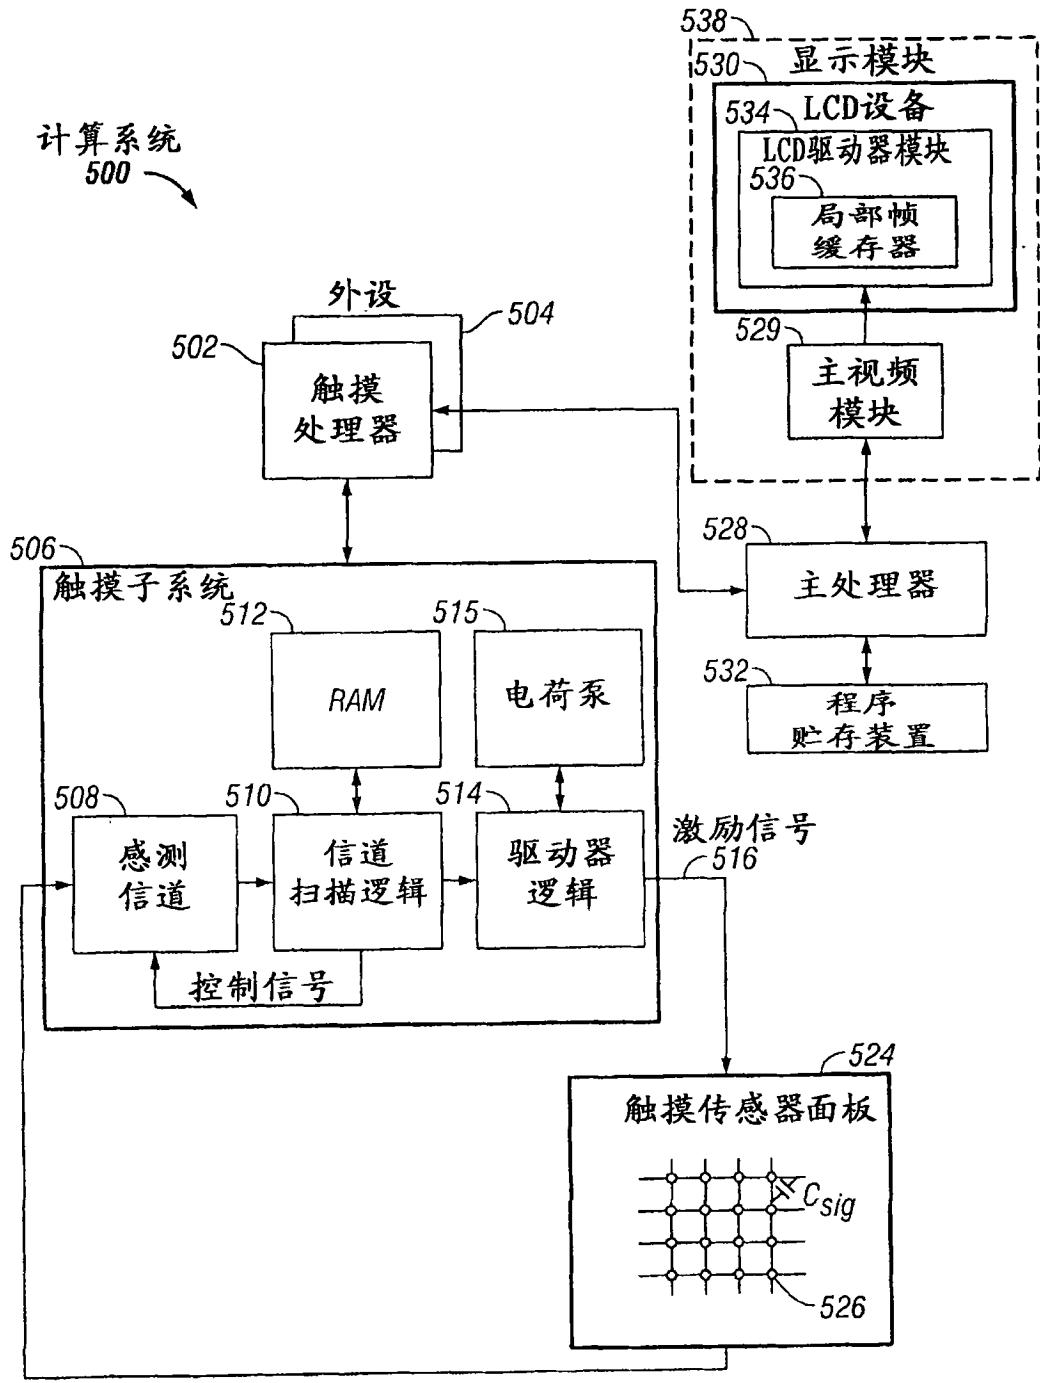 538
显示模块
530
LCD设备
534
LCD驱动器模块
536
局部帧
缓存器
计算系统
500
外设
504
502
触摸
处理器
529
主视频
模块
528
主处理器
532
程序
贮存装置
506
触摸子系统
512
RAM
515
电荷泵
508
感测
信道
510
信道
扫描逻辑
514
驱动器
逻辑
激励信号
516
控制信号
524
触摸传感器面板
Csig
526